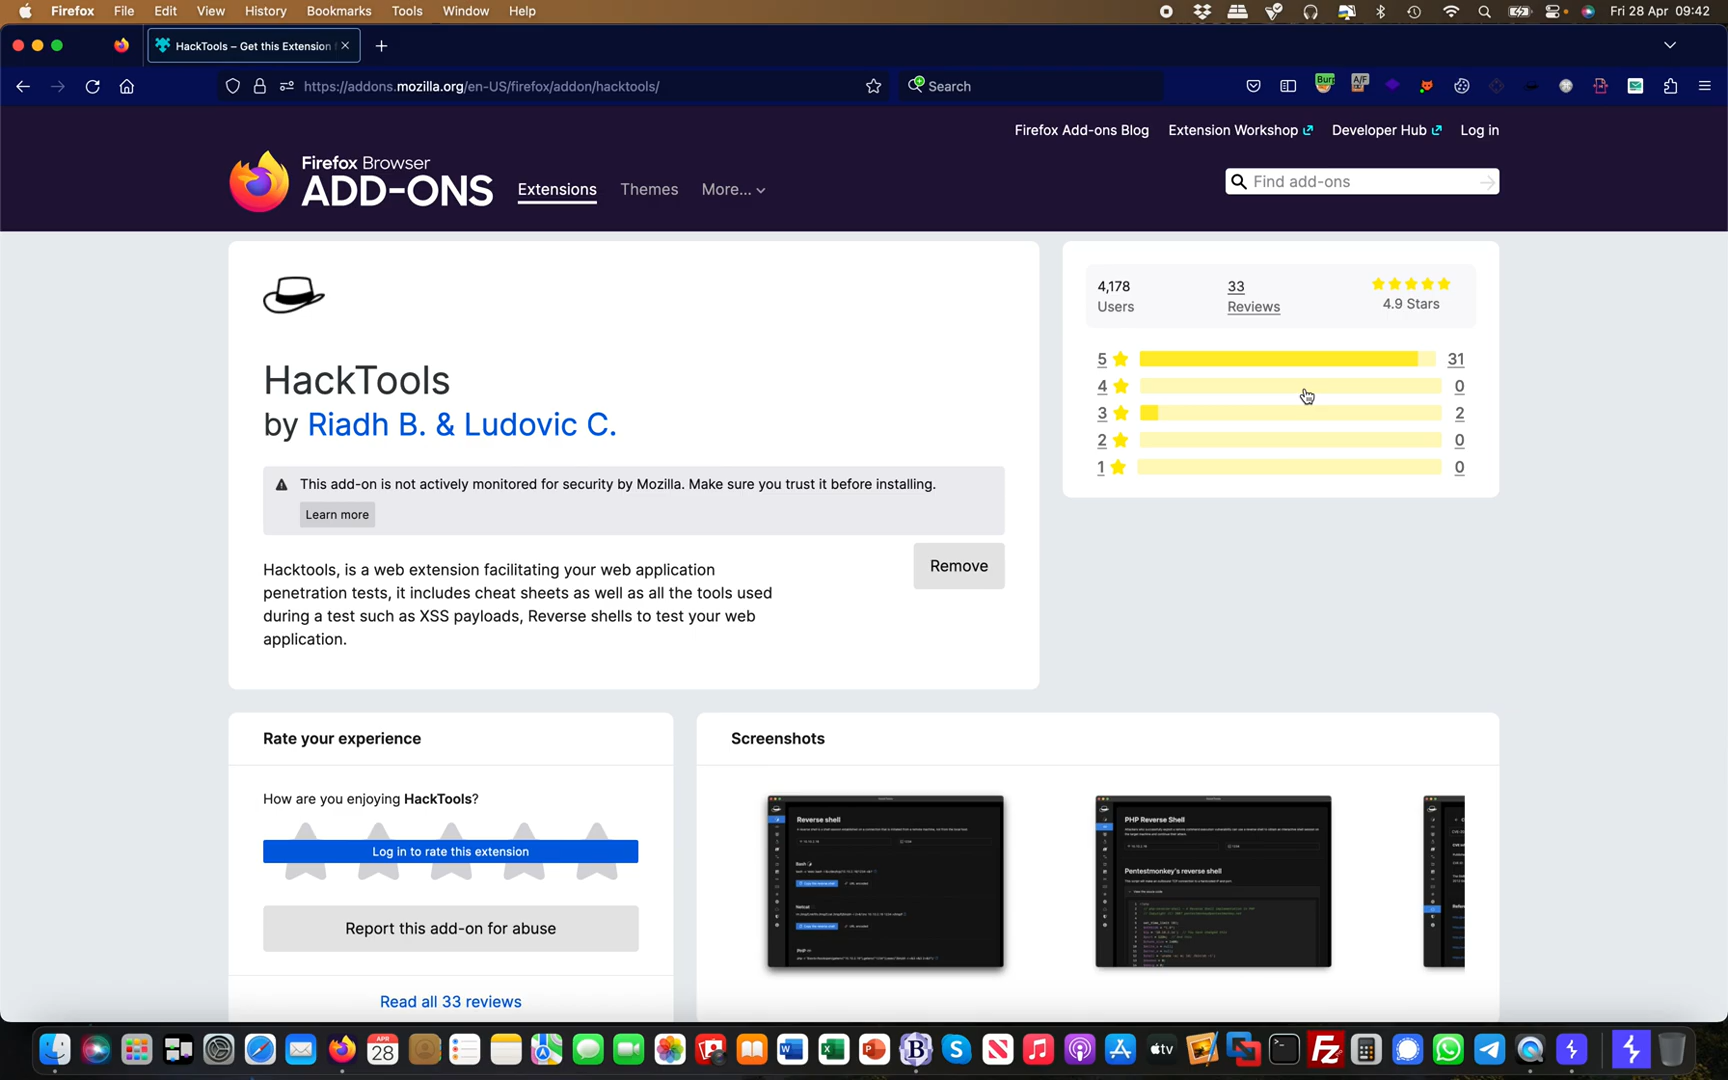 Firefox File Edit View History Bookmarks Tools Window Help
Fri 28 Apr 09:42
HackTools – Get this Extension
https://addons.mozilla.org/en-US/firefox/addon/hacktools/
Search
Firefox Add-ons Blog Extension Workshop Developer Hub Log in
Firefox Browser
ADD-ONS
Extensions Themes More...
Find add-ons
HackTools
by Riadh B. & Ludovic C.
This add-on is not actively monitored for security by Mozilla. Make sure you trust it before installing.
Learn more
Hacktools, is a web extension facilitating your web application
penetration tests, it includes cheat sheets as well as all the tools used
during a test such as XSS payloads, Reverse shells to test your web
application.
Remove
4,178
Users
33
Reviews
4.9 Stars
5 31
4 0
3 2
2 0
1 0
Rate your experience
How are you enjoying HackTools?
Log in to rate this extension
Report this add-on for abuse
Read all 33 reviews
Screenshots
Reverse shell
PHP Reverse Shell
Pentestmonkey's reverse shell
APR
28
tv